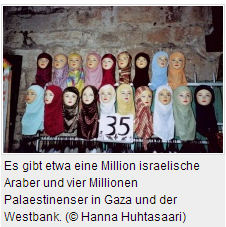 35
Es gibt etwa eine Million israelische
Araber und vier Millionen
Palaestinenser in Gaza und der
Westbank. (© Hanna Huhtasaari)